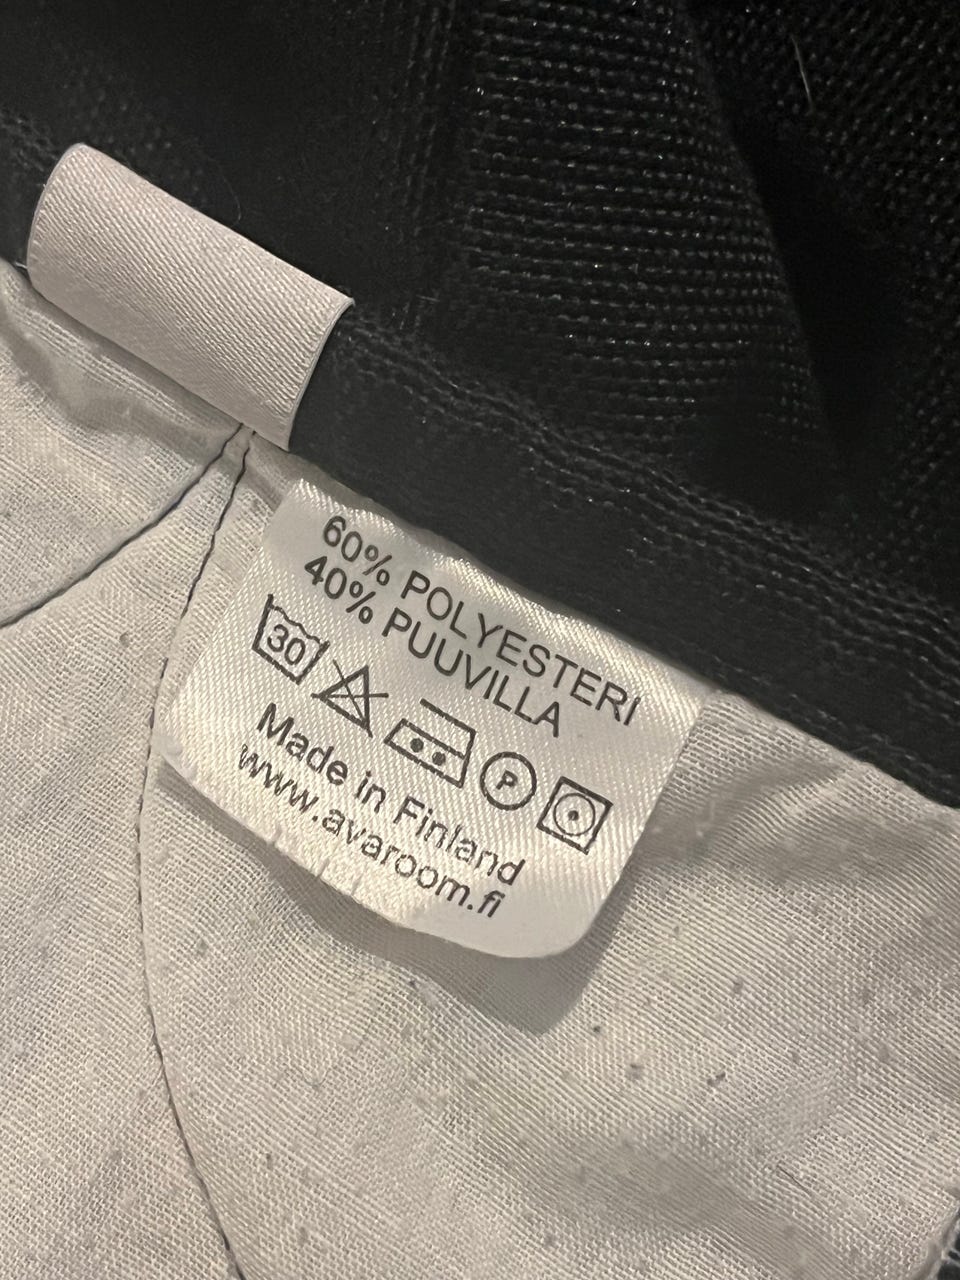 60% POLYESTERI
40% PUUVILLA
30 P
Made in Finland
www.avaroom.fi